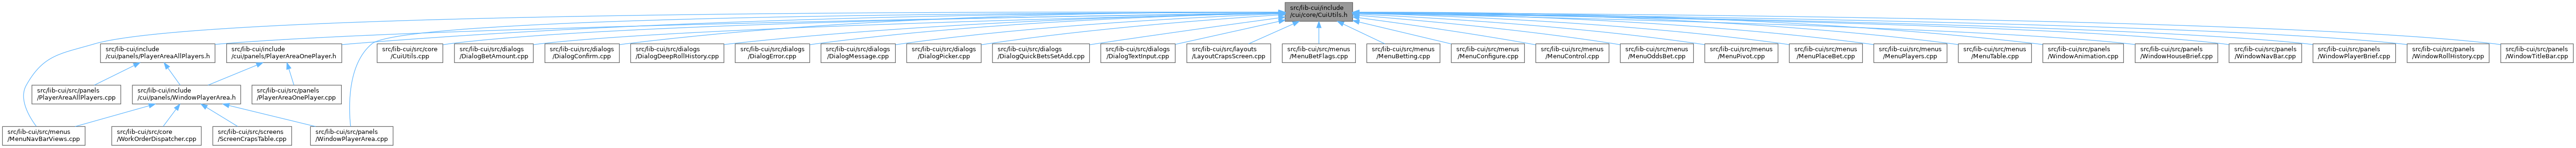 src/lib-cui/include
/cui/core/CuiUtils.h
src/lib-cui/include
/cui/panels/PlayerAreaAllPlayers.h
src/lib-cui/include
/cui/panels/PlayerAreaOnePlayer.h
src/lib-cui/src/core
/CuiUtils.cpp
src/lib-cui/src/dialogs
/DialogBetAmount.cpp
src/lib-cui/src/dialogs
/DialogConfirm.cpp
src/lib-cui/src/dialogs
/DialogDeepRollHistory.cpp
src/lib-cui/src/dialogs
/DialogError.cpp
src/lib-cui/src/dialogs
/DialogMessage.cpp
src/lib-cui/src/dialogs
/DialogPicker.cpp
src/lib-cui/src/dialogs
/DialogQuickBetsSetAdd.cpp
src/lib-cui/src/dialogs
/DialogTextInput.cpp
src/lib-cui/src/layouts
/LayoutCrapsScreen.cpp
src/lib-cui/src/menus
/MenuBetFlags.cpp
src/lib-cui/src/menus
/MenuBetting.cpp
src/lib-cui/src/menus
/MenuConfigure.cpp
src/lib-cui/src/menus
/MenuControl.cpp
src/lib-cui/src/menus
/MenuOddsBet.cpp
src/lib-cui/src/menus
/MenuPivot.cpp
src/lib-cui/src/menus
/MenuPlaceBet.cpp
src/lib-cui/src/menus
/MenuPlayers.cpp
src/lib-cui/src/menus
/MenuTable.cpp
src/lib-cui/src/panels
/WindowAnimation.cpp
src/lib-cui/src/panels
/WindowHouseBrief.cpp
src/lib-cui/src/panels
/WindowNavBar.cpp
src/lib-cui/src/panels
/WindowPlayerBrief.cpp
src/lib-cui/src/panels
/WindowRollHistory.cpp
src/lib-cui/src/panels
/WindowTitleBar.cpp
src/lib-cui/src/panels
/PlayerAreaAllPlayers.cpp
src/lib-cui/include
/cui/panels/WindowPlayerArea.h
src/lib-cui/src/panels
/PlayerAreaOnePlayer.cpp
src/lib-cui/src/menus
/MenuNavBarViews.cpp
src/lib-cui/src/core
/WorkOrderDispatcher.cpp
src/lib-cui/src/screens
/ScreenCrapsTable.cpp
src/lib-cui/src/panels
/WindowPlayerArea.cpp